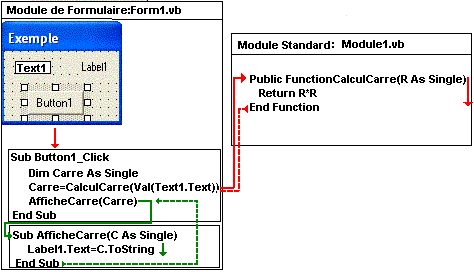 Module de Formulaire:Form1.vb
Exemple
Text1 Label1
Button1
Sub Button1_Click
Dim Carre As Single
Carre=CalculCarre(Val(Text1.Text))
AfficheCarre(Carre)
End Sub
Sub AfficheCarre(C As Single)
Label1.Text=C.ToString
End Sub
Module Standard: Module1.vb
Public FunctionCalculCarre(R As Single)
Return R*R
End Function